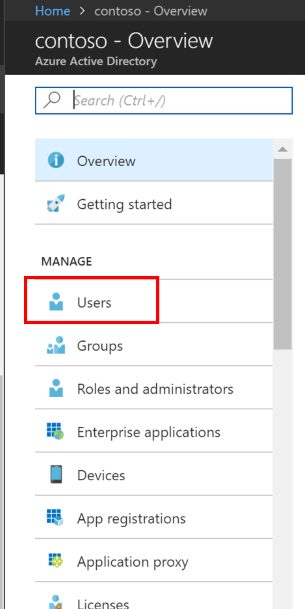 Home > contoso - Overview
contoso - Overview
Azure Active Directory
Search (Ctrl+/)
Overview
Getting started
MANAGE
Users
Groups
Roles and administrators
Enterprise applications
Devices
App registrations
Application proxy
Licenses